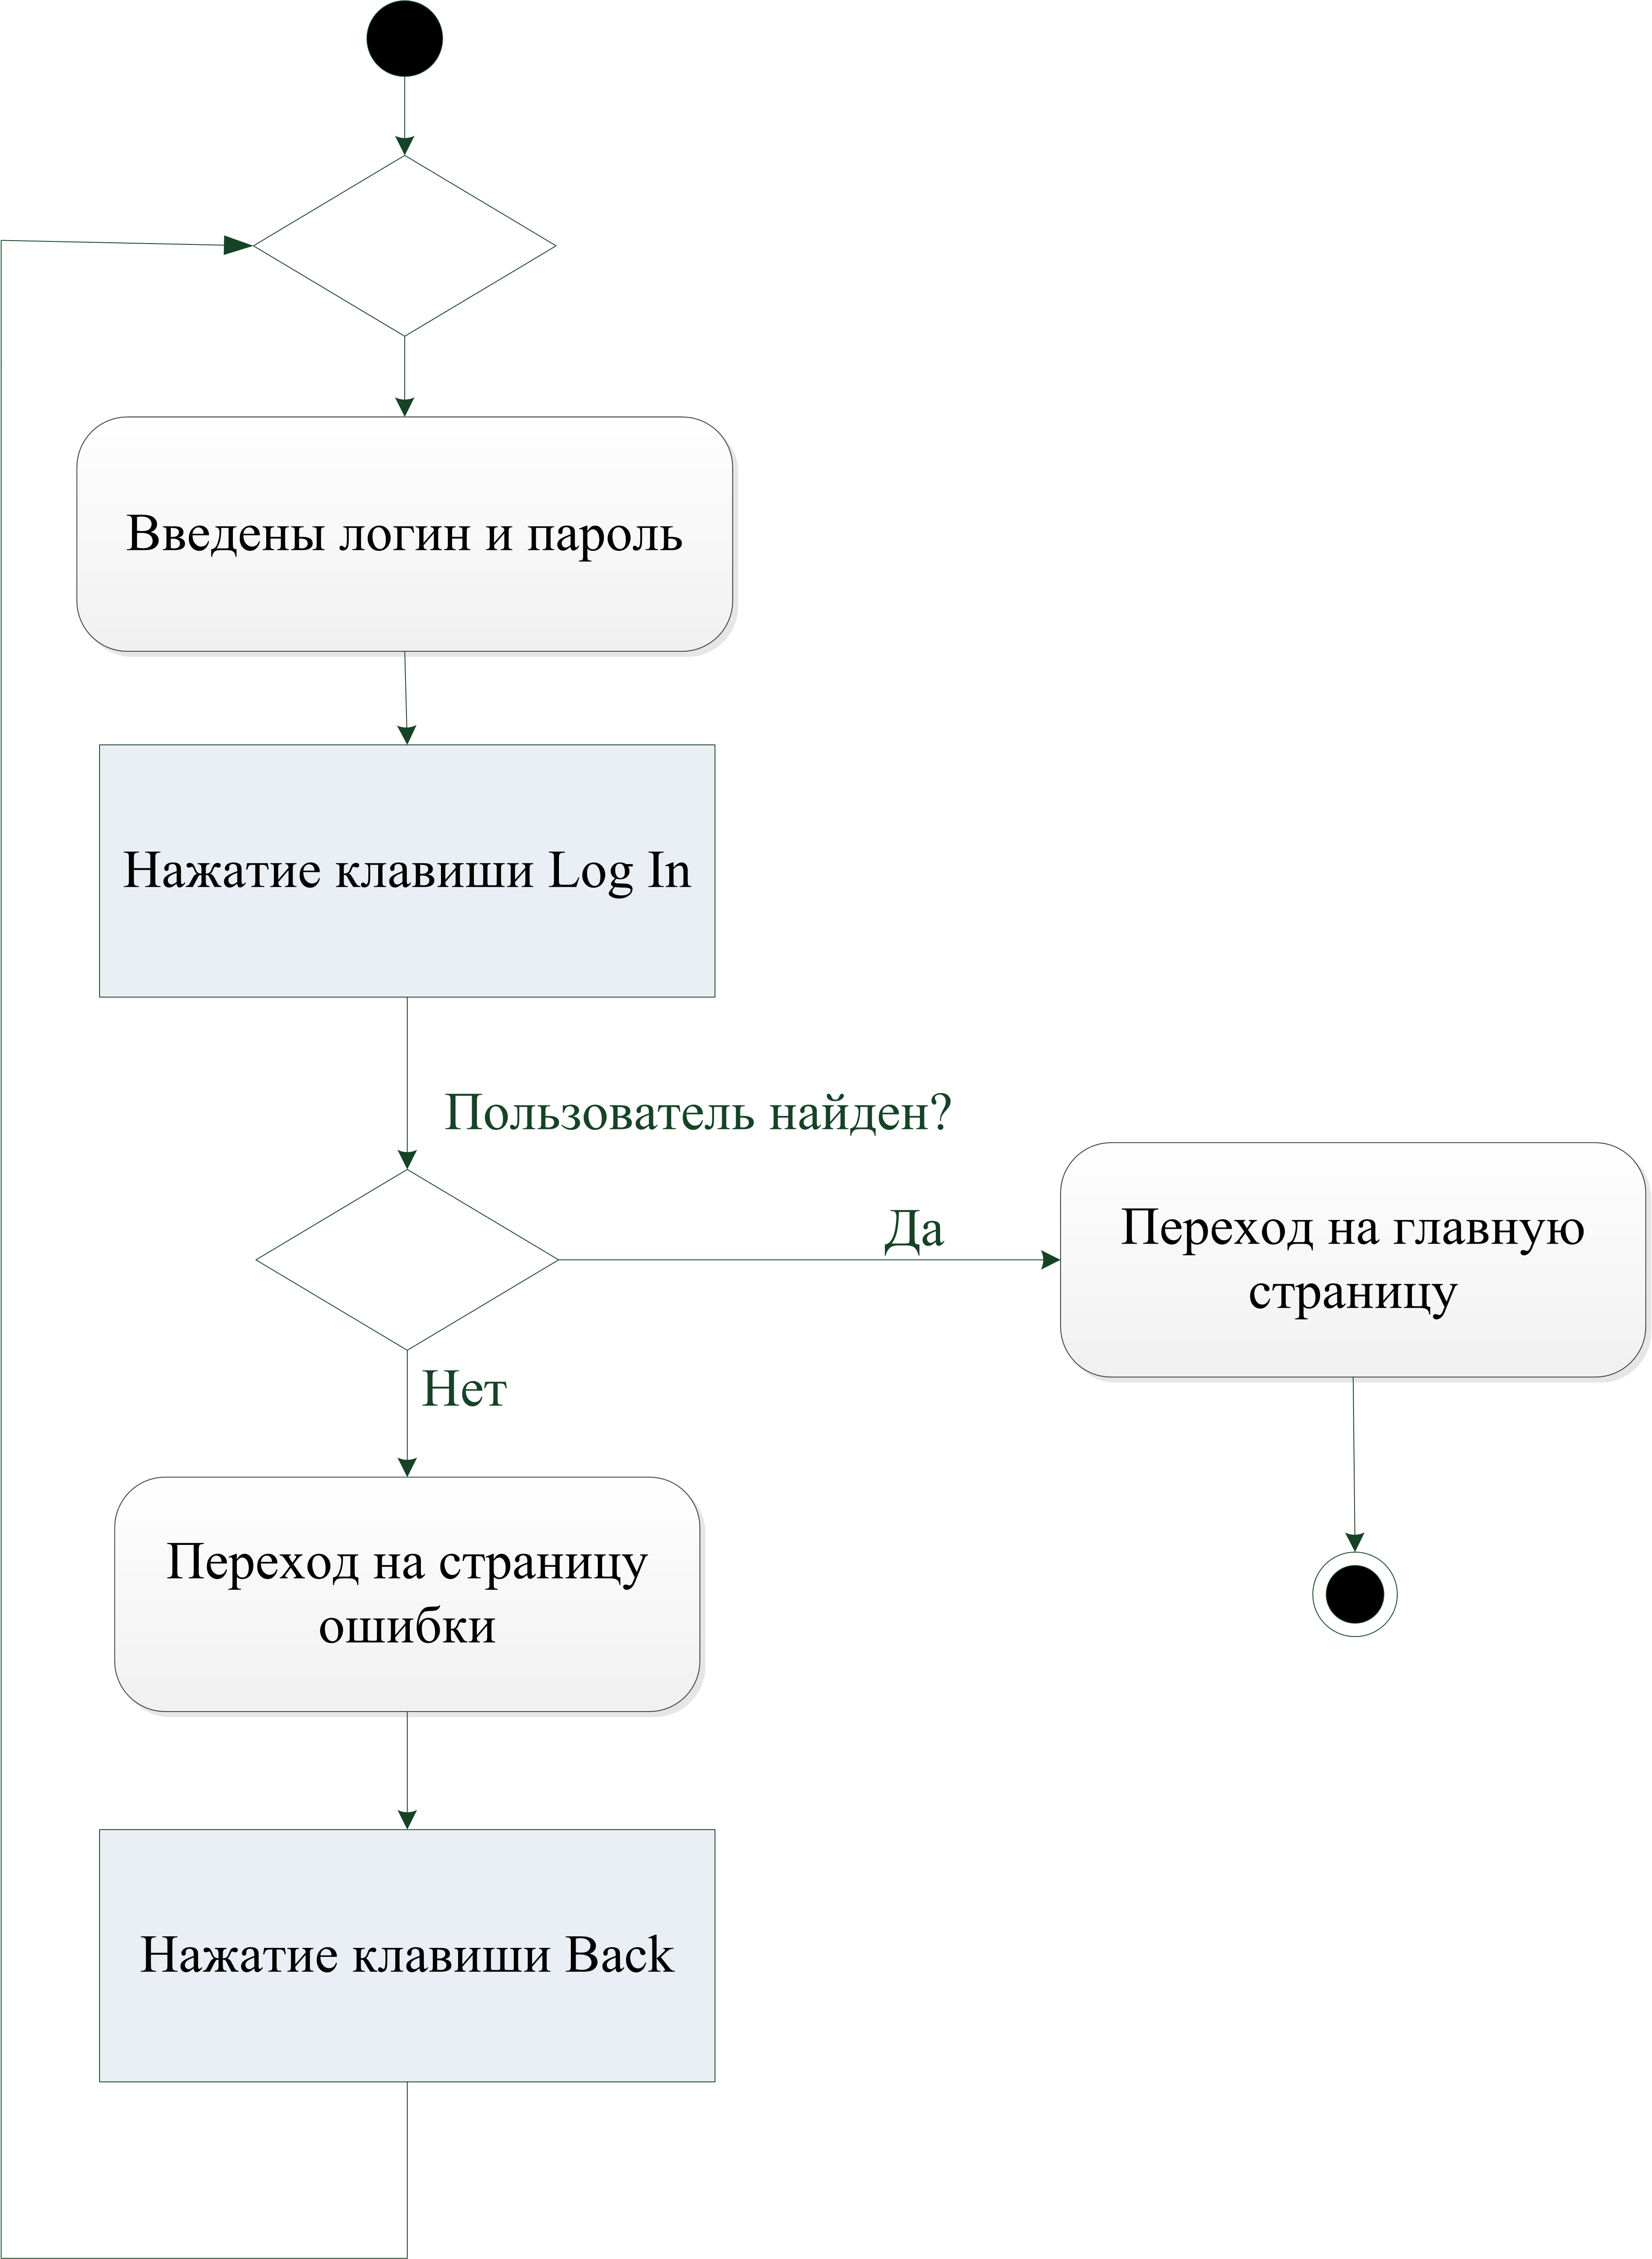 Введены логин и пароль
Нажатие клавиши Log In
Пользователь найден?
Да
Переход на главную
страницу
Нет
Переход на страницу
ошибки
Нажатие клавиши Back